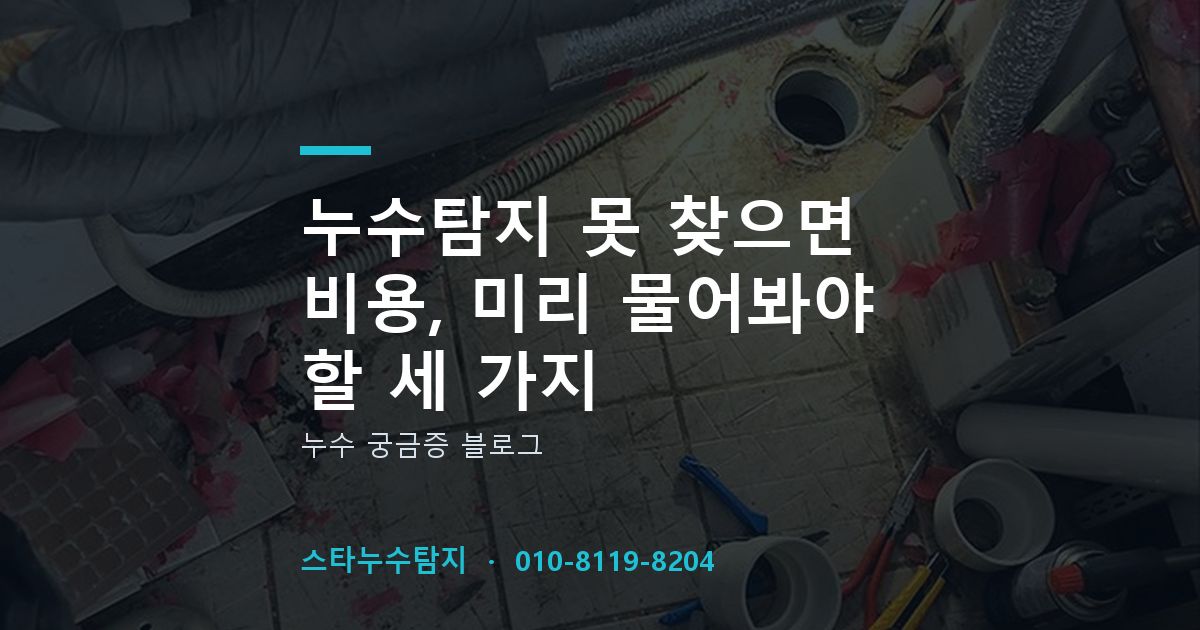 누수탐지 못 찾으면
비용, 미리 물어봐야
할 세 가지
누수 궁금증 블로그
스타누수탐지 · 010-8119-8204